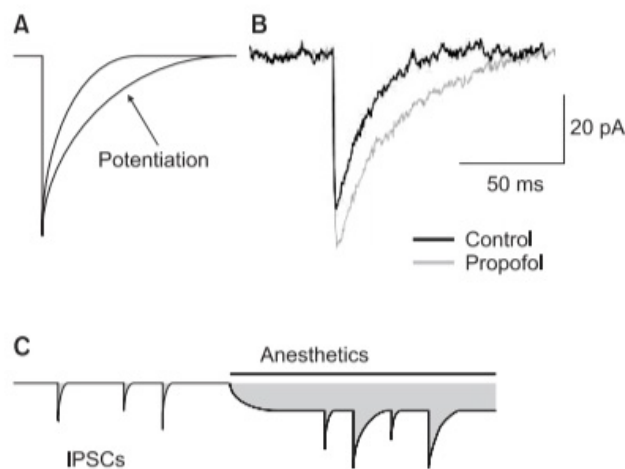 A
B
Potentiation
20 pA
50 ms
Control
Propofol
C
Anesthetics
IPSCs